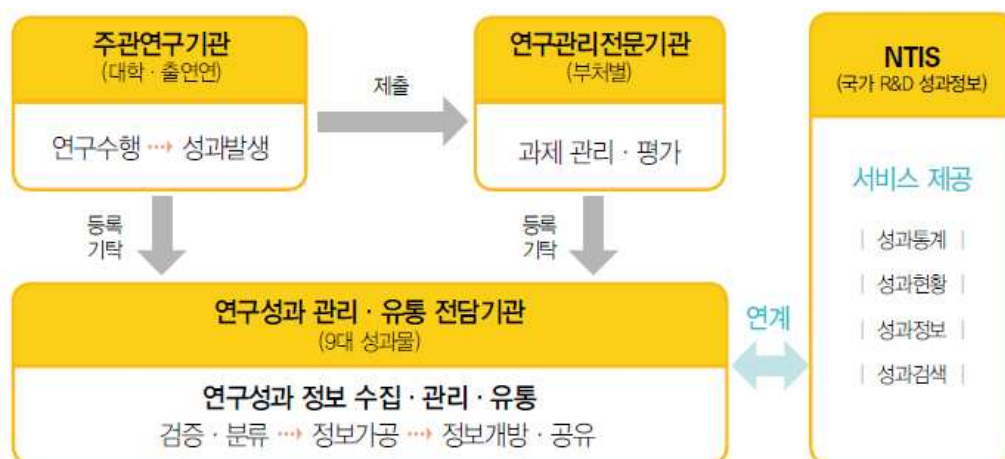 주관연구기관
(대학 · 출연연)
연구수행 ···› 성과발생
제출
연구관리전문기관
(부처별)
과제 관리 · 평가
등록
기탁
등록
기탁
연구성과 관리 · 유통 전담기관
(9대 성과물)
연구성과 정보 수집 · 관리 · 유통
검증 · 분류 ···› 정보가공 ···› 정보개방 · 공유
연계
NTIS
(국가 R&D 성과정보)
서비스 제공
| 성과통계 |
| 성과현황 |
| 성과정보 |
| 성과검색 |